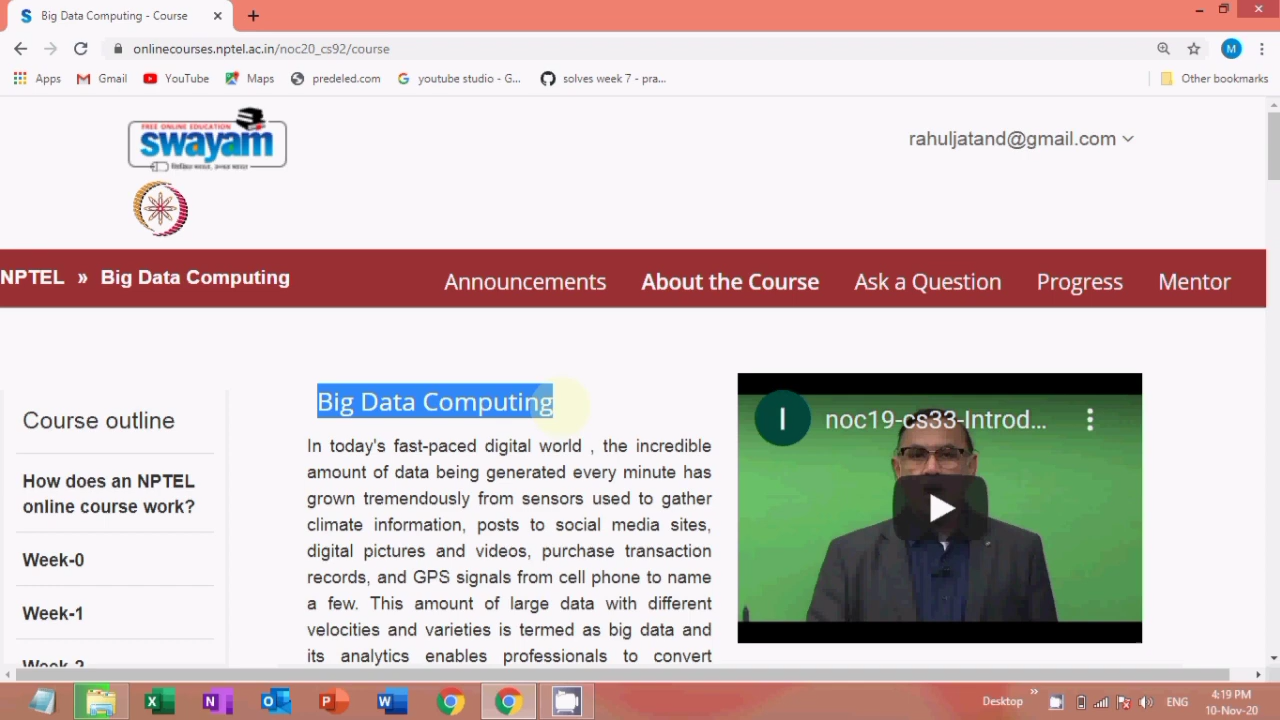 Big Data Computing - Course
onlinecourses.nptel.ac.in/noc20_cs92/course
M
Apps
Gmail
YouTube
Maps
predeled.com
youtube studio - G...
solves week 7 - pra...
Other bookmarks
FREE ONLINE EDUCATION
swayam
rahuljatand@gmail.com
NPTEL » Big Data Computing
Announcements
About the Course
Ask a Question
Progress
Mentor
Course outline
How does an NPTEL
online course work?
Week-0
Week-1
Week-2
Big Data Computing
In today's fast-paced digital world , the incredible
amount of data being generated every minute has
grown tremendously from sensors used to gather
climate information, posts to social media sites,
digital pictures and videos, purchase transaction
records, and GPS signals from cell phone to name
a few. This amount of large data with different
velocities and varieties is termed as big data and
its analytics enables professionals to convert
I
noc19-cs33-Introd...
Desktop
ENG
4:19 PM
10-Nov-20